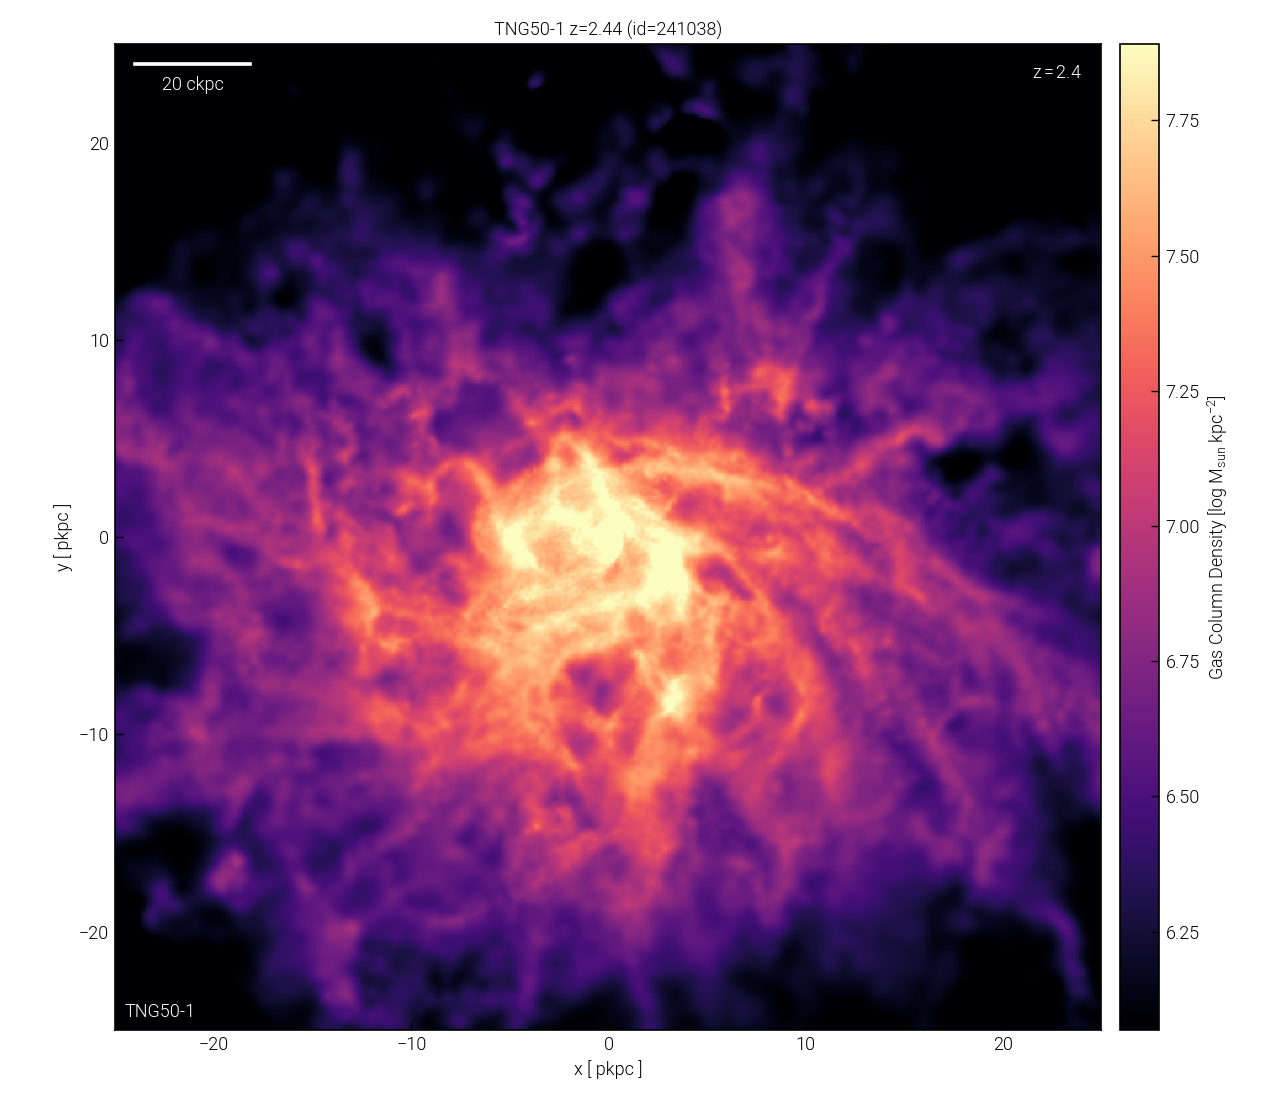 TNG50-1 z=2.44 (id=241038)
20 ckpc
z=2.4
20
10
0
−10
−20
y [ pkpc ]
TNG50-1
−20
−10
0
10
20
x [ pkpc ]
7.75
7.50
7.25
7.00
6.75
6.50
6.25
Gas Column Density [log M_sun kpc^−2]